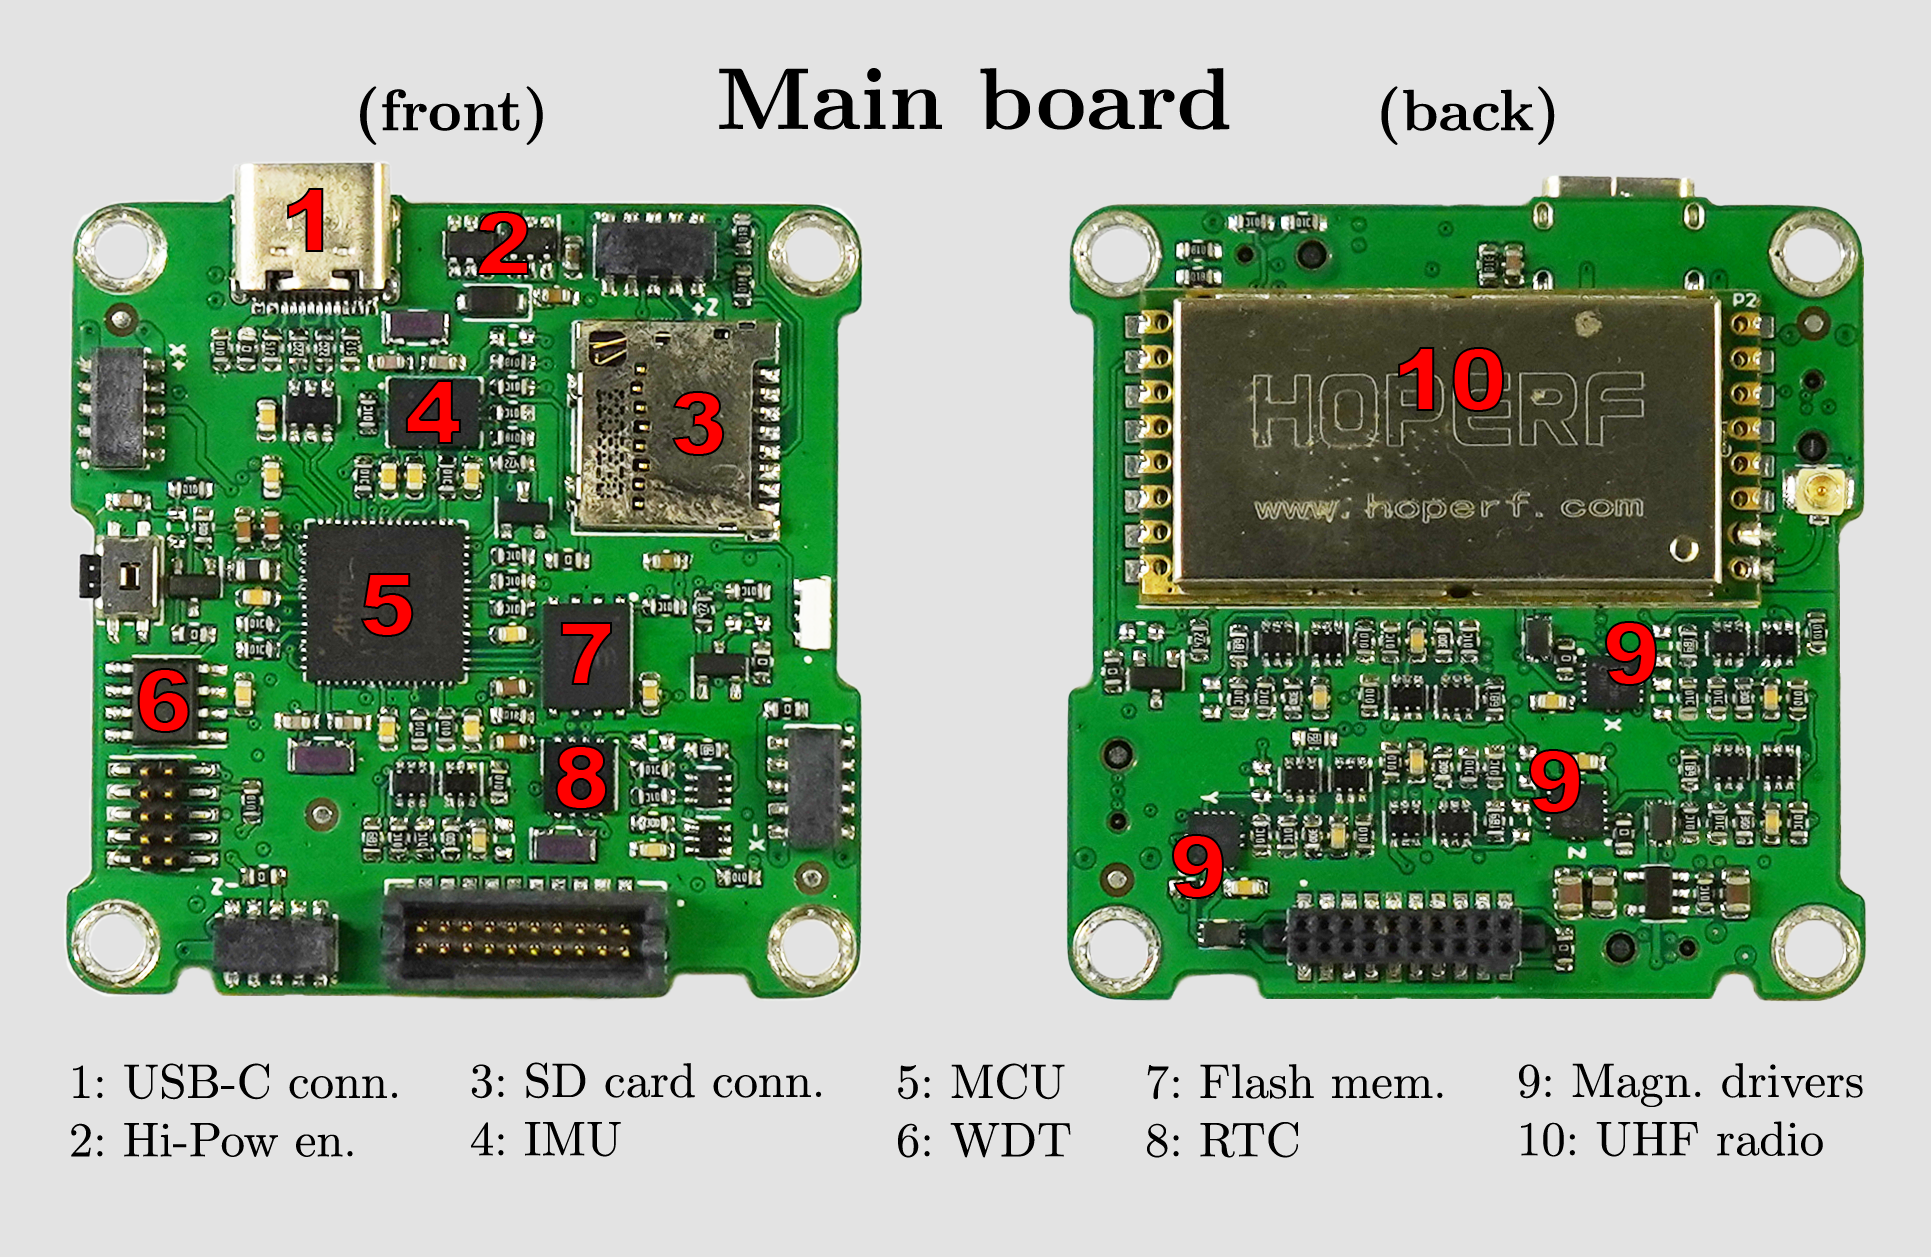 Main board
(front)
(back)
1
2
3
4
5
6
7
8
Z+
X+
Z-
X-
Atmel
10
P2
HOPERF
www.hoperf.com
9
9
9
X
Y
Z
1: USB-C conn.
2: Hi-Pow en.
3: SD card conn.
4: IMU
5: MCU
6: WDT
7: Flash mem.
8: RTC
9: Magn. drivers
10: UHF radio